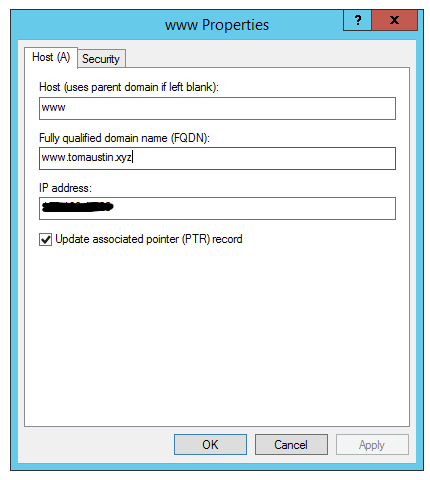 www Properties
?
x
Host (A)
Security
Host (uses parent domain if left blank):
www
Fully qualified domain name (FQDN):
www.tomaustin.xyz
IP address:
Update associated pointer (PTR) record
OK
Cancel
Apply